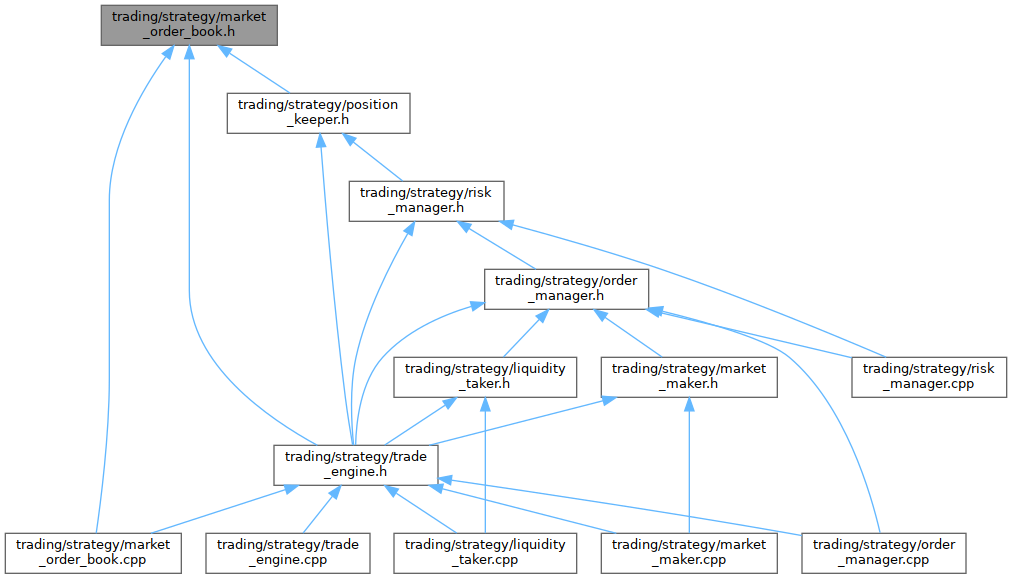 trading/strategy/market
_order_book.h
trading/strategy/position
_keeper.h
trading/strategy/risk
_manager.h
trading/strategy/order
_manager.h
trading/strategy/liquidity
_taker.h
trading/strategy/market
_maker.h
trading/strategy/risk
_manager.cpp
trading/strategy/trade
_engine.h
trading/strategy/market
_order_book.cpp
trading/strategy/trade
_engine.cpp
trading/strategy/liquidity
_taker.cpp
trading/strategy/market
_maker.cpp
trading/strategy/order
_manager.cpp